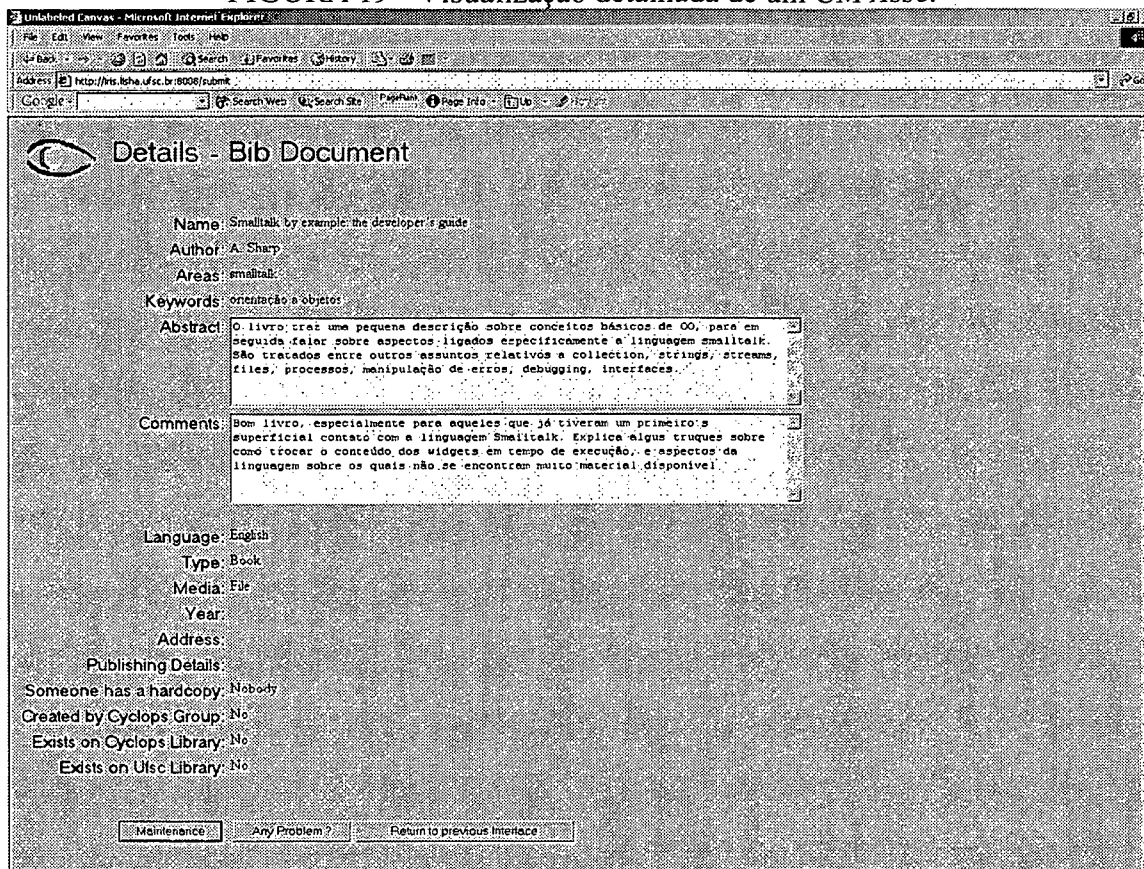 Visualização detalhada de um CM Asset
Unlabeled Canvas - Microsoft Internet Explorer
File Edit View Favorites Tools Help
Back Search Favorites History
Address http://iris.lisha.ufsc.br:8008/submit Go
Google Search Web Search Site PageRank Page Info Up
Details - Bib Document
Name: Smalltalk by example: the developer's guide
Author: A. Sharp
Areas: smalltalk
Keywords: orientação a objetos
Abstract: O livro traz uma pequena descrição sobre conceitos básicos de OO, para em
seguida falar sobre aspectos ligados especificamente a linguagem smalltalk.
São tratados entre outros assuntos relativos a collection, strings, streams,
files, processos, manipulação de erros, debugging, interfaces.
Comments: Bom livro, especialmente para aqueles que já tiveram um primeiro s
superficial contato com a linguagem Smalltalk. Explica algus truques sobre
como trocar o conteúdo dos widgets em tempo de execução, e aspectos da
linguagem sobre os quais não se encontram muito material disponível
Language: English
Type: Book
Media: File
Year:
Address:
Publishing Details:
Someone has a hardcopy: Nobody
Created by Cyclops Group: No
Exists on Cyclops Library: No
Exists on Ufsc Library: No
Maintenance Any Problem ? Return to previous Interface